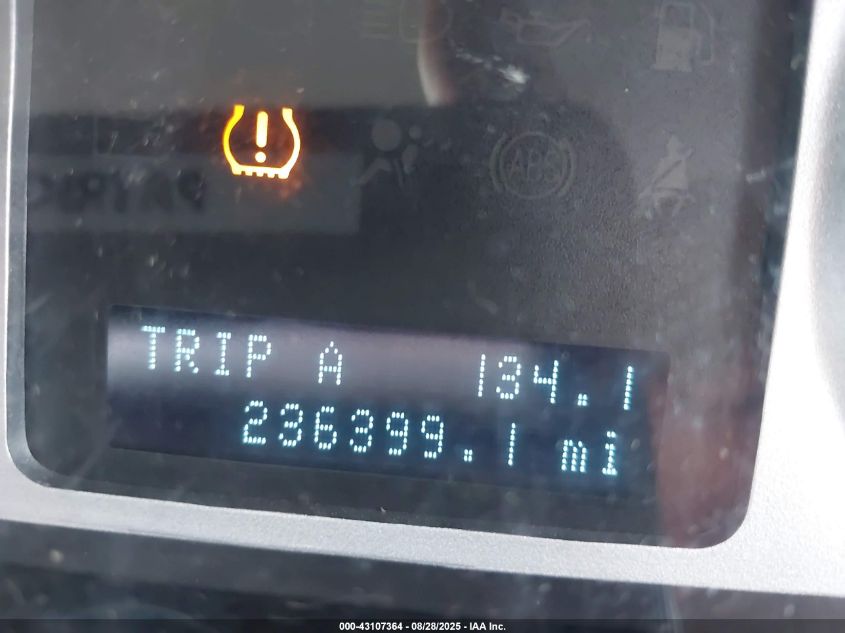 ABS
TRIP A 134.1
236399.1 mi
000-43107364 - 08/28/2025 - IAA Inc.